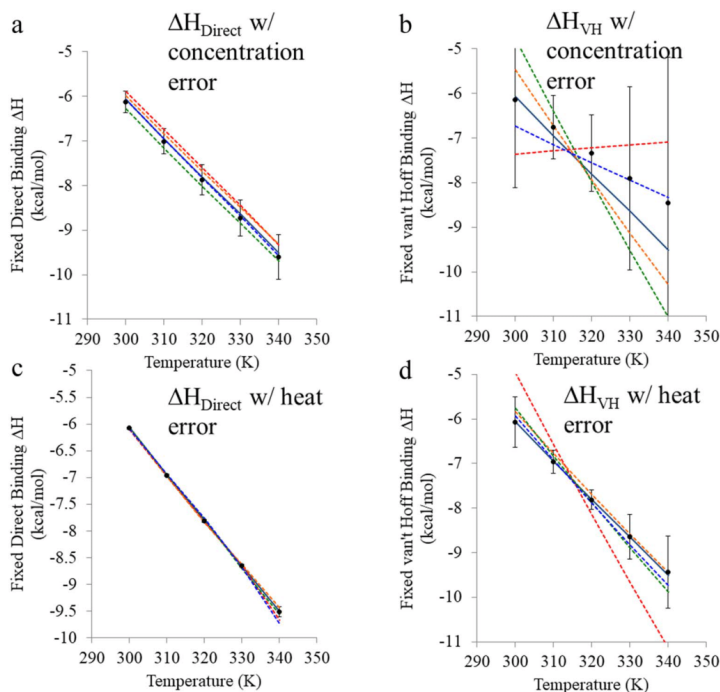 a
ΔH_Direct w/
concentration
error
Fixed Direct Binding ΔH
(kcal/mol)
-5
-6
-7
-8
-9
-10
-11
290 300 310 320 330 340 350
Temperature (K)
b
ΔH_VH w/
concentration
error
Fixed van't Hoff Binding ΔH
(kcal/mol)
-5
-6
-7
-8
-9
-10
-11
290 300 310 320 330 340 350
Temperature (K)
c
ΔH_Direct w/ heat
error
Fixed Direct Binding ΔH
(kcal/mol)
-5
-5.5
-6
-6.5
-7
-7.5
-8
-8.5
-9
-9.5
-10
290 300 310 320 330 340 350
Temperature (K)
d
ΔH_VH w/ heat
error
Fixed van't Hoff Binding ΔH
(kcal/mol)
-5
-6
-7
-8
-9
-10
-11
290 300 310 320 330 340 350
Temperature (K)